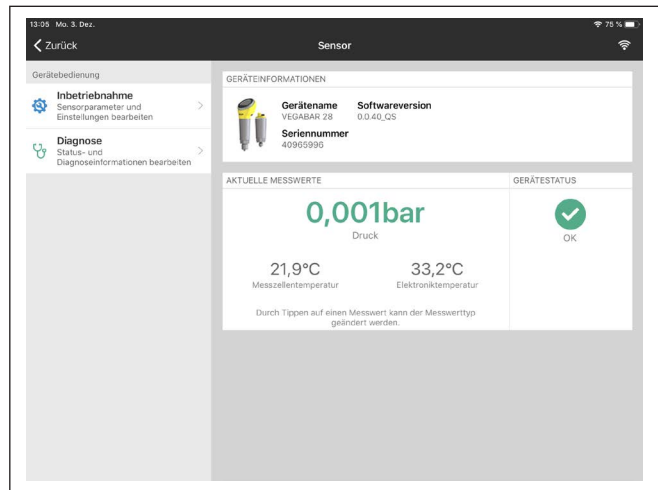 13:05 Mo. 3. Dez.
75 %
Zurück
Sensor
Gerätebedienung
Inbetriebnahme
Sensorparameter und
Einstellungen bearbeiten
Diagnose
Status- und
Diagnoseinformationen bearbeiten
GERÄTEINFORMATIONEN
Gerätename Softwareversion
VEGABAR 28 0.0.40_QS
Seriennummer
40965996
AKTUELLE MESSWERTE
0,001bar
Druck
21,9°C 33,2°C
Messzellentemperatur Elektroniktemperatur
Durch Tippen auf einen Messwert kann der Messwerttyp
geändert werden.
GERÄTESTATUS
OK